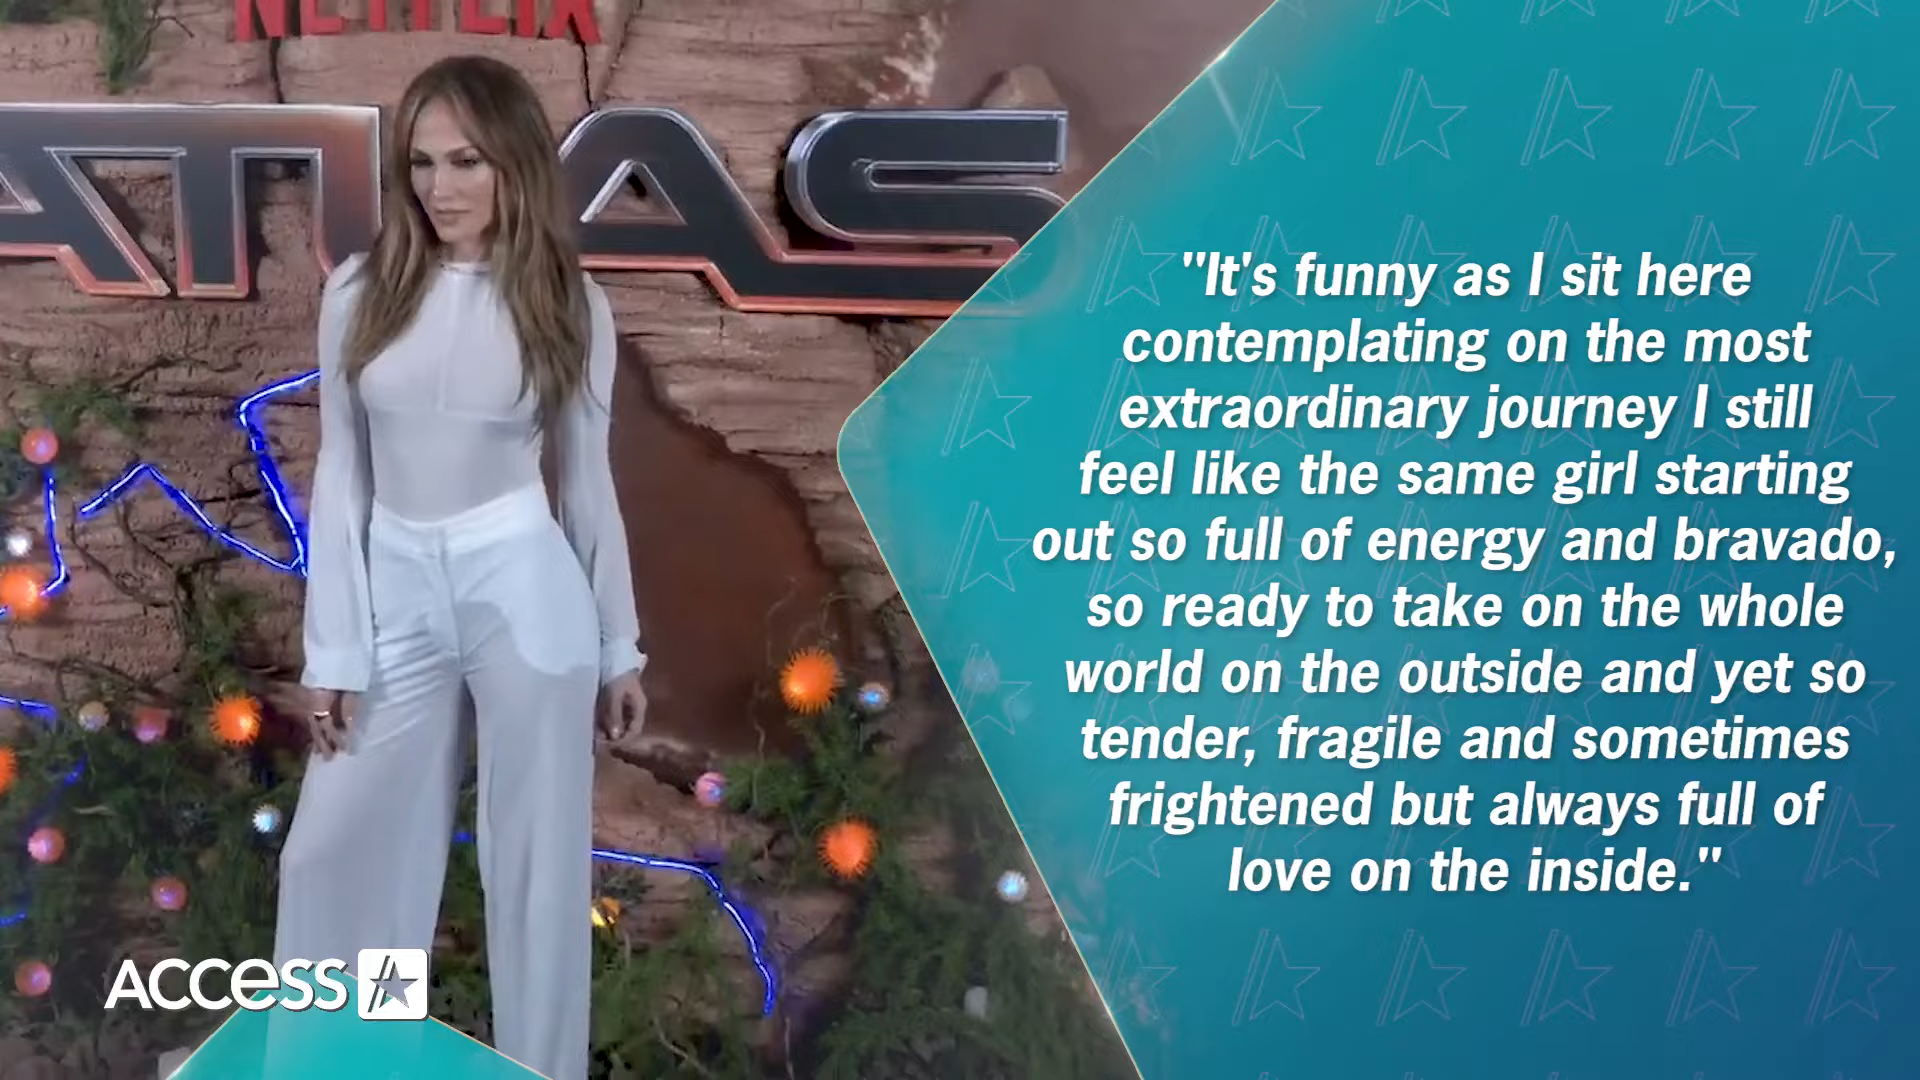 NETFLIX
ATLAS
"It's funny as I sit here
contemplating on the most
extraordinary journey I still
feel like the same girl starting
out so full of energy and bravado,
so ready to take on the whole
world on the outside and yet so
tender, fragile and sometimes
frightened but always full of
love on the inside."
ACCESS